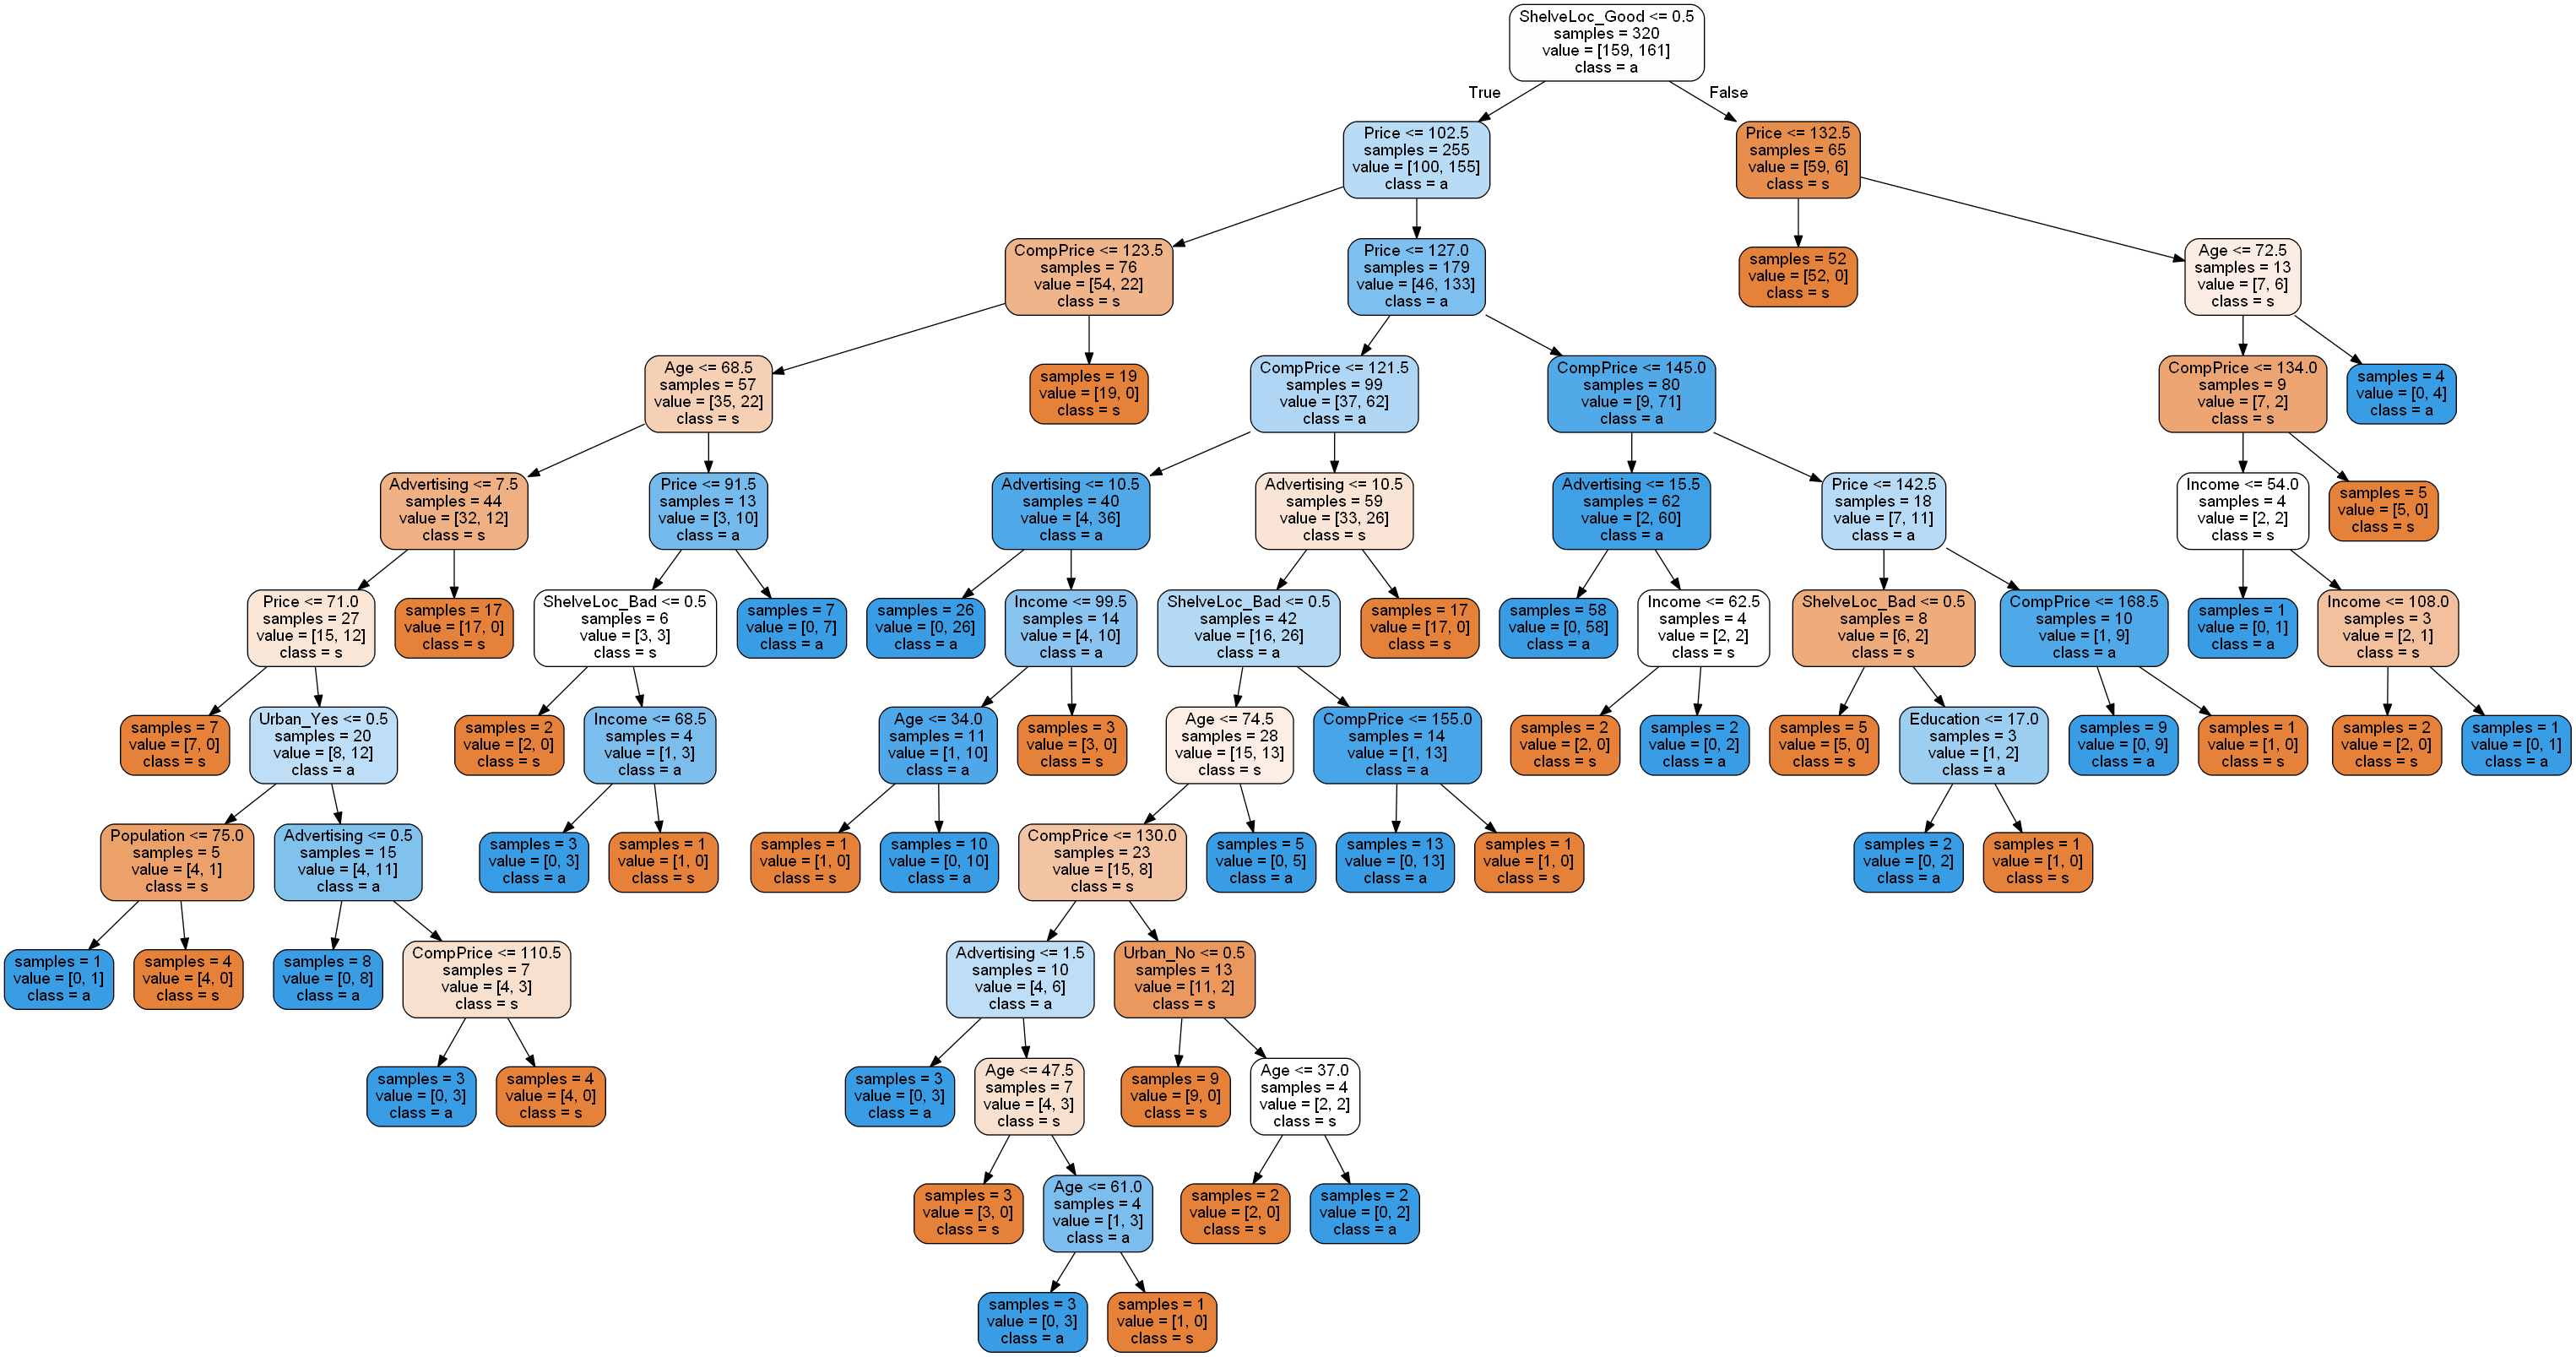 ShelveLoc_Good <= 0.5
samples = 320
value = [159, 161]
class = a
True
False
Price <= 102.5
samples = 255
value = [100, 155]
class = a
Price <= 132.5
samples = 65
value = [59, 6]
class = s
CompPrice <= 123.5
samples = 76
value = [54, 22]
class = s
Price <= 127.0
samples = 179
value = [46, 133]
class = a
samples = 52
value = [52, 0]
class = s
Age <= 72.5
samples = 13
value = [7, 6]
class = s
Age <= 68.5
samples = 57
value = [35, 22]
class = s
samples = 19
value = [19, 0]
class = s
CompPrice <= 121.5
samples = 99
value = [37, 62]
class = a
CompPrice <= 145.0
samples = 80
value = [9, 71]
class = a
CompPrice <= 134.0
samples = 9
value = [7, 2]
class = s
samples = 4
value = [0, 4]
class = a
Advertising <= 7.5
samples = 44
value = [32, 12]
class = s
Price <= 91.5
samples = 13
value = [3, 10]
class = a
Advertising <= 10.5
samples = 40
value = [4, 36]
class = a
Advertising <= 10.5
samples = 59
value = [33, 26]
class = s
Advertising <= 15.5
samples = 62
value = [2, 60]
class = a
Price <= 142.5
samples = 18
value = [7, 11]
class = a
Income <= 54.0
samples = 4
value = [2, 2]
class = s
samples = 5
value = [5, 0]
class = s
Price <= 71.0
samples = 27
value = [15, 12]
class = s
samples = 17
value = [17, 0]
class = s
ShelveLoc_Bad <= 0.5
samples = 6
value = [3, 3]
class = s
samples = 7
value = [0, 7]
class = a
samples = 26
value = [0, 26]
class = a
Income <= 99.5
samples = 14
value = [4, 10]
class = a
ShelveLoc_Bad <= 0.5
samples = 42
value = [16, 26]
class = a
samples = 17
value = [17, 0]
class = s
samples = 58
value = [0, 58]
class = a
Income <= 62.5
samples = 4
value = [2, 2]
class = s
ShelveLoc_Bad <= 0.5
samples = 8
value = [6, 2]
class = s
CompPrice <= 168.5
samples = 10
value = [1, 9]
class = a
samples = 1
value = [0, 1]
class = a
Income <= 108.0
samples = 3
value = [2, 1]
class = s
samples = 7
value = [7, 0]
class = s
Urban_Yes <= 0.5
samples = 20
value = [8, 12]
class = a
samples = 2
value = [2, 0]
class = s
Income <= 68.5
samples = 4
value = [1, 3]
class = a
Age <= 34.0
samples = 11
value = [1, 10]
class = a
samples = 3
value = [3, 0]
class = s
Age <= 74.5
samples = 28
value = [15, 13]
class = s
CompPrice <= 155.0
samples = 14
value = [1, 13]
class = a
samples = 2
value = [2, 0]
class = s
samples = 2
value = [0, 2]
class = a
samples = 5
value = [5, 0]
class = s
Education <= 17.0
samples = 3
value = [1, 2]
class = a
samples = 9
value = [0, 9]
class = a
samples = 1
value = [1, 0]
class = s
samples = 2
value = [2, 0]
class = s
samples = 1
value = [0, 1]
class = a
Population <= 75.0
samples = 5
value = [4, 1]
class = s
Advertising <= 0.5
samples = 15
value = [4, 11]
class = a
samples = 3
value = [0, 3]
class = a
samples = 1
value = [1, 0]
class = s
samples = 1
value = [1, 0]
class = s
samples = 10
value = [0, 10]
class = a
CompPrice <= 130.0
samples = 23
value = [15, 8]
class = s
samples = 5
value = [0, 5]
class = a
samples = 13
value = [0, 13]
class = a
samples = 1
value = [1, 0]
class = s
samples = 2
value = [0, 2]
class = a
samples = 1
value = [1, 0]
class = s
samples = 1
value = [0, 1]
class = a
samples = 4
value = [4, 0]
class = s
samples = 8
value = [0, 8]
class = a
CompPrice <= 110.5
samples = 7
value = [4, 3]
class = s
Advertising <= 1.5
samples = 10
value = [4, 6]
class = a
Urban_No <= 0.5
samples = 13
value = [11, 2]
class = s
samples = 3
value = [0, 3]
class = a
samples = 4
value = [4, 0]
class = s
samples = 3
value = [0, 3]
class = a
Age <= 47.5
samples = 7
value = [4, 3]
class = s
samples = 9
value = [9, 0]
class = s
Age <= 37.0
samples = 4
value = [2, 2]
class = s
samples = 3
value = [3, 0]
class = s
Age <= 61.0
samples = 4
value = [1, 3]
class = a
samples = 2
value = [2, 0]
class = s
samples = 2
value = [0, 2]
class = a
samples = 3
value = [0, 3]
class = a
samples = 1
value = [1, 0]
class = s